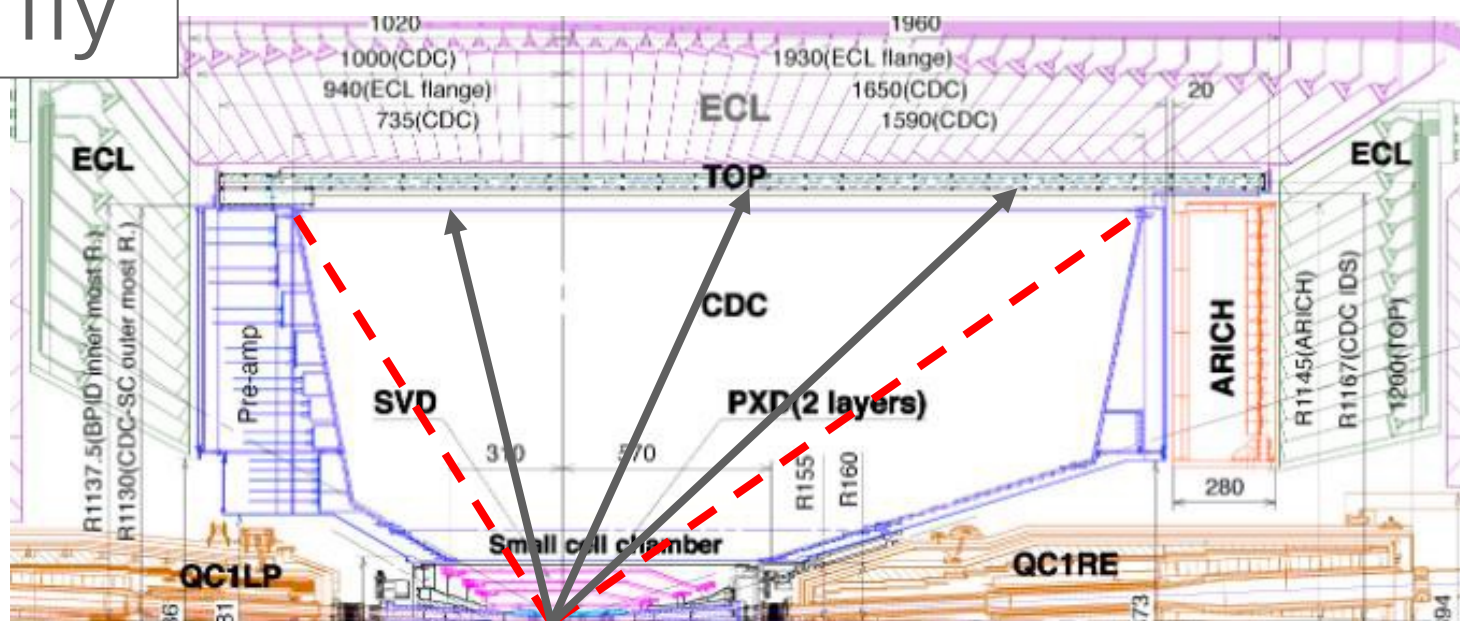 1020 1960
1000(CDC) 1930(ECL flange)
940(ECL flange) ECL 1650(CDC) 20
735(CDC) 1590(CDC)
ECL ECL
TOP
R1137.5(BPID inner most R.)
R1130(CDC-SC outer most R.)
Pre-amp
CDC
ARICH
R1145(ARICH)
R1167(CDC IDS)
1200(TOP)
SVD PXD(2 layers)
310 570
R155
R160
280
Small cell chamber
QC1LP QC1RE